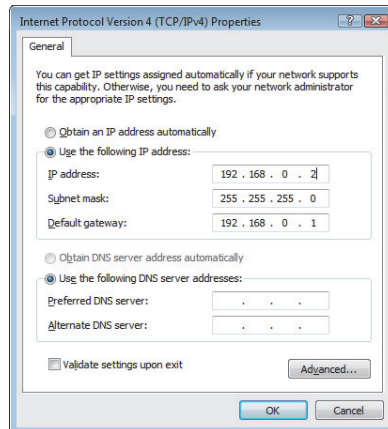 Internet Protocol Version 4 (TCP/IPv4) Properties
General
You can get IP settings assigned automatically if your network supports
this capability. Otherwise, you need to ask your network administrator
for the appropriate IP settings.
Obtain an IP address automatically
Use the following IP address:
IP address: 192 . 168 . 0 . 2
Subnet mask: 255 . 255 . 255 . 0
Default gateway: 192 . 168 . 0 . 1
Obtain DNS server address automatically
Use the following DNS server addresses:
Preferred DNS server: . . .
Alternate DNS server: . . .
Validate settings upon exit
Advanced...
OK Cancel